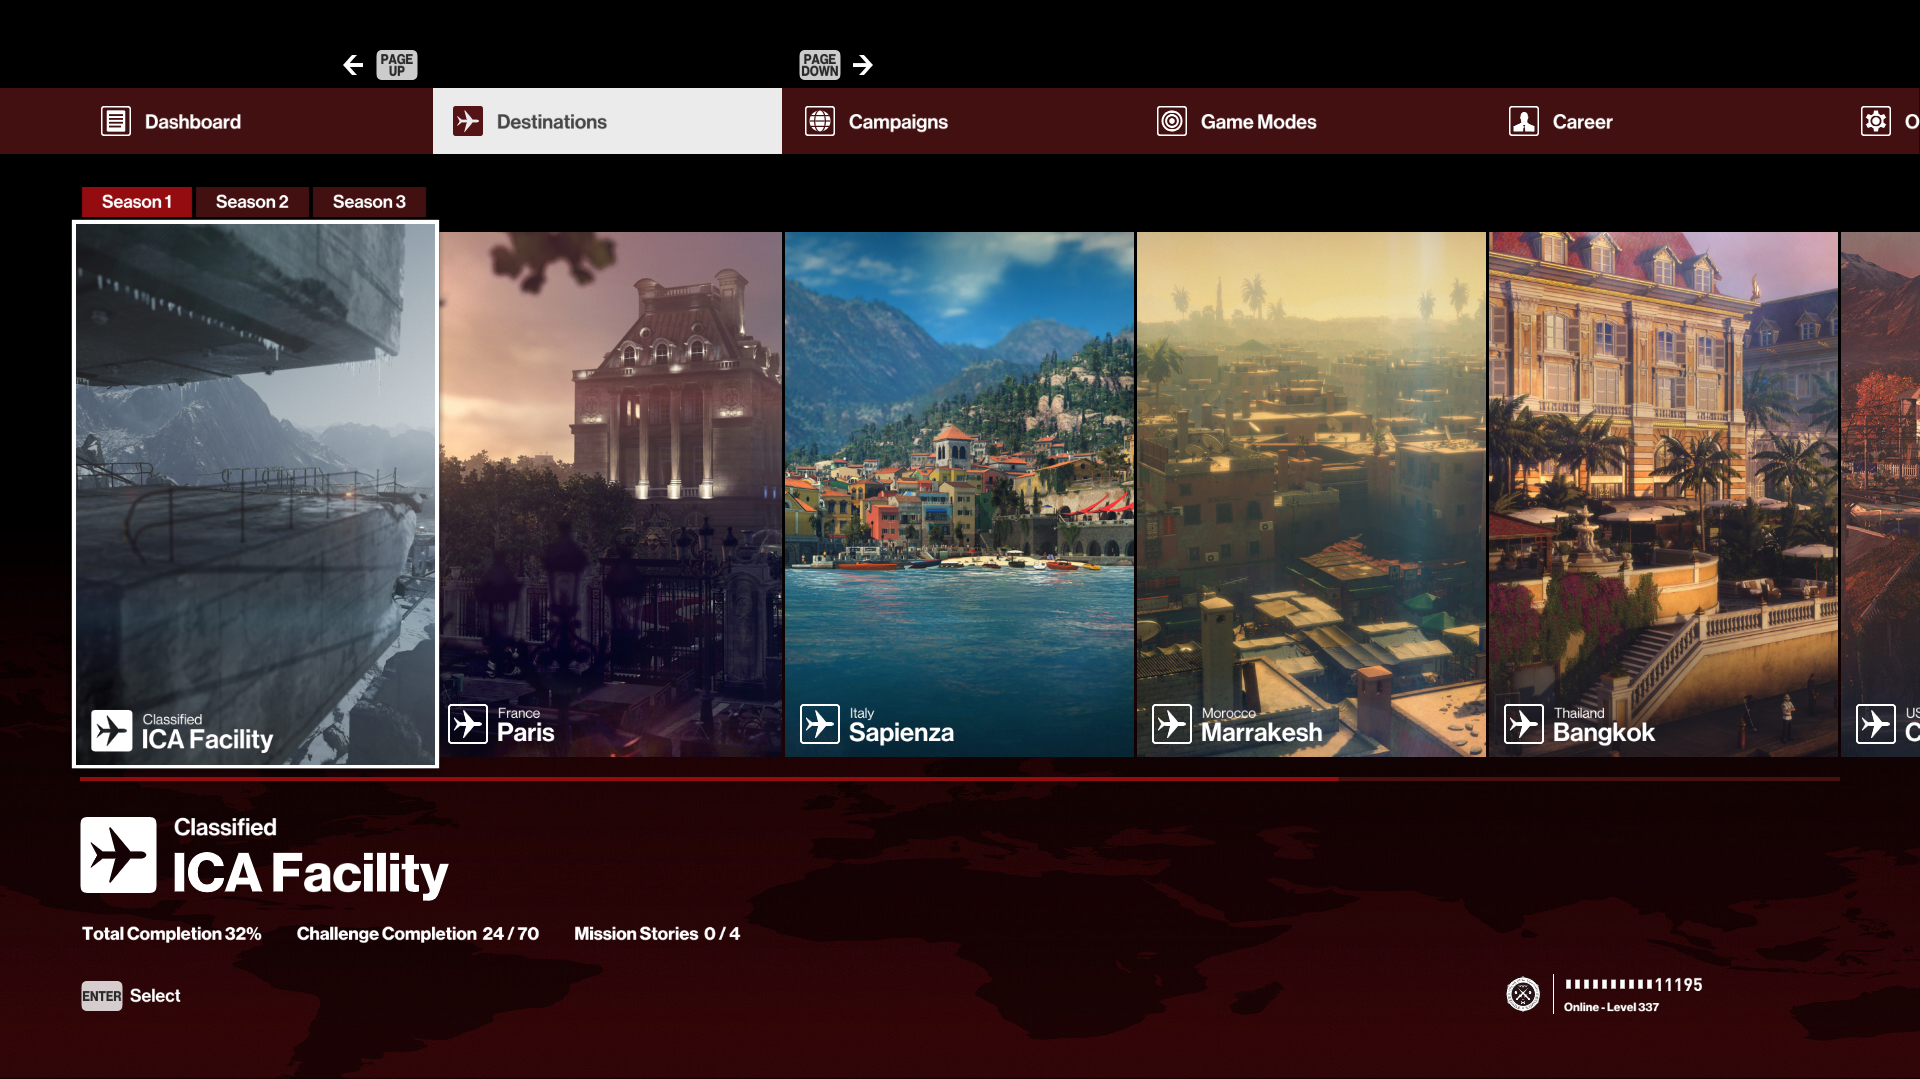 PAGE UP
PAGE DOWN
Dashboard
Destinations
Campaigns
Game Modes
Career
Season 1
Season 2
Season 3
Classified
ICA Facility
France
Paris
Italy
Sapienza
Morocco
Marrakesh
Thailand
Bangkok
Classified
ICA Facility
Total Completion 32%
Challenge Completion 24 / 70
Mission Stories 0 / 4
ENTER Select
11195
Online - Level 337